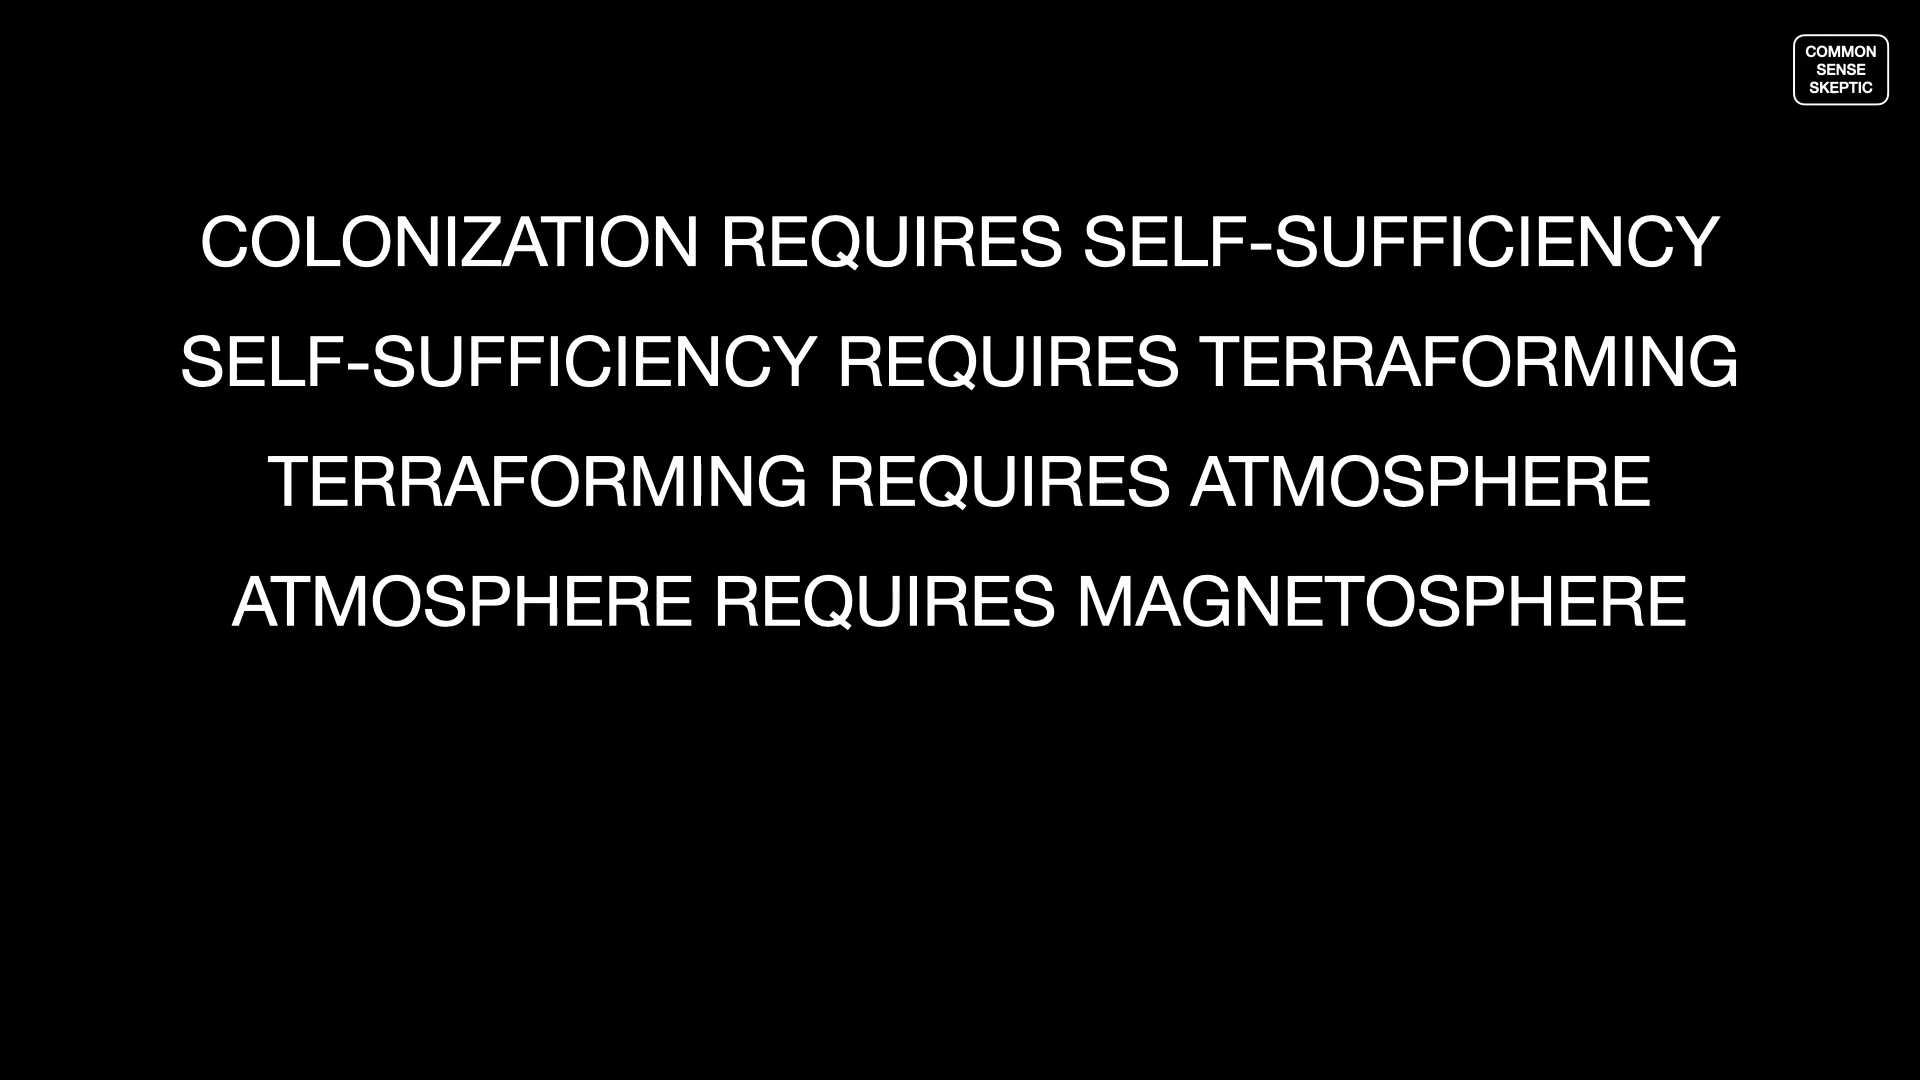 COMMON
SENSE
SKEPTIC
COLONIZATION REQUIRES SELF-SUFFICIENCY
SELF-SUFFICIENCY REQUIRES TERRAFORMING
TERRAFORMING REQUIRES ATMOSPHERE
ATMOSPHERE REQUIRES MAGNETOSPHERE